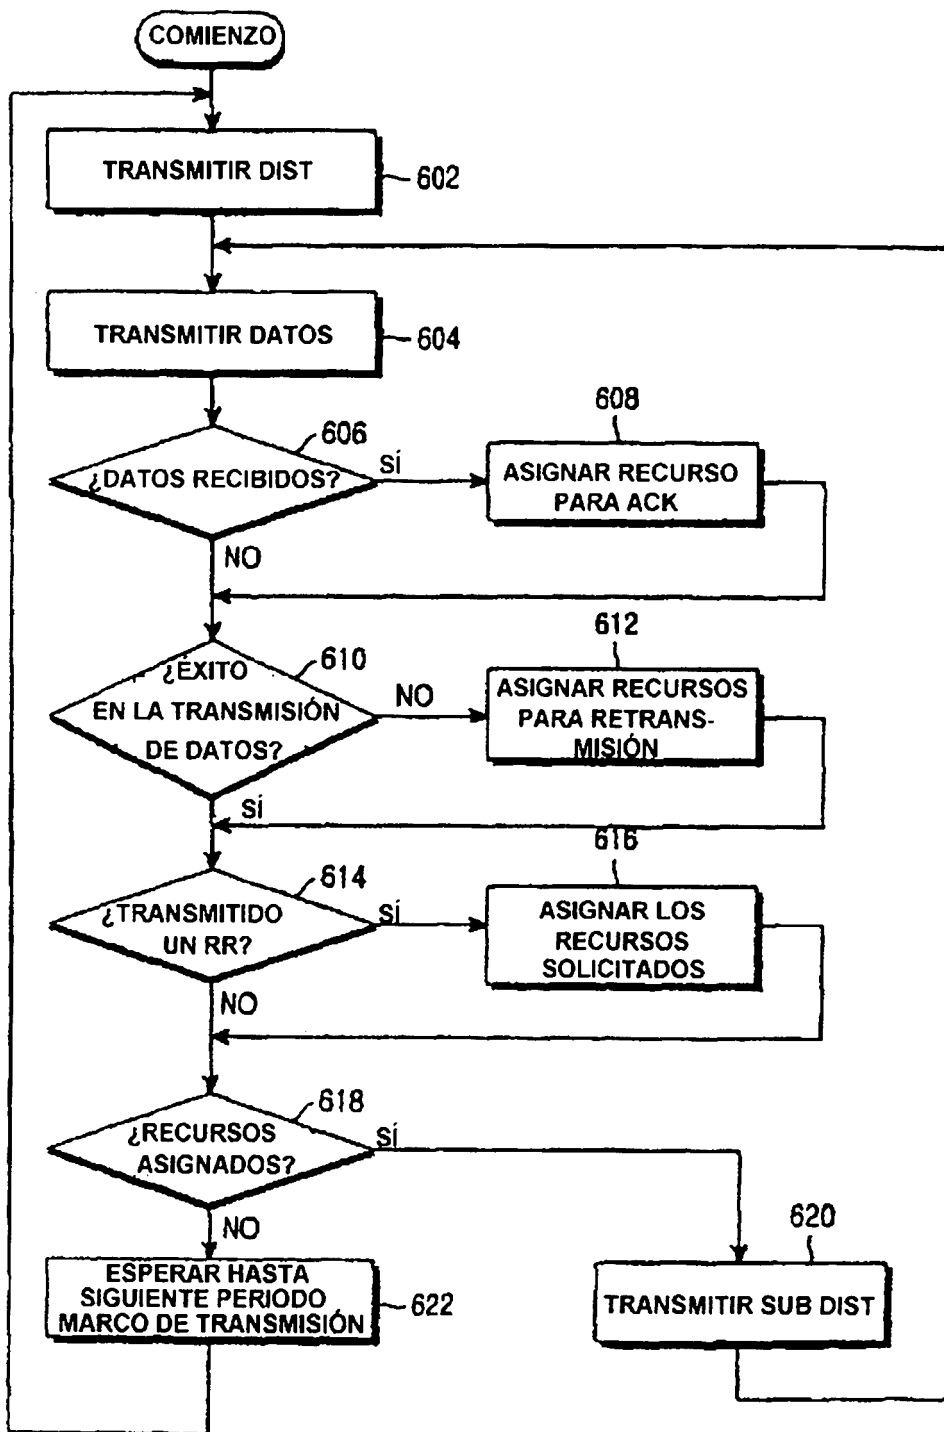 COMIENZO
TRANSMITIR DIST
602
TRANSMITIR DATOS
604
606
¿DATOS RECIBIDOS?
SÍ
NO
608
ASIGNAR RECURSO
PARA ACK
610
¿ÉXITO
EN LA TRANSMISIÓN
DE DATOS?
NO
SÍ
612
ASIGNAR RECURSOS
PARA RETRANS-
MISIÓN
614
¿TRANSMITIDO
UN RR?
SÍ
NO
616
ASIGNAR LOS
RECURSOS
SOLICITADOS
618
¿RECURSOS
ASIGNADOS?
SÍ
NO
620
TRANSMITIR SUB DIST
ESPERAR HASTA
SIGUIENTE PERIODO
MARCO DE TRANSMISIÓN
622